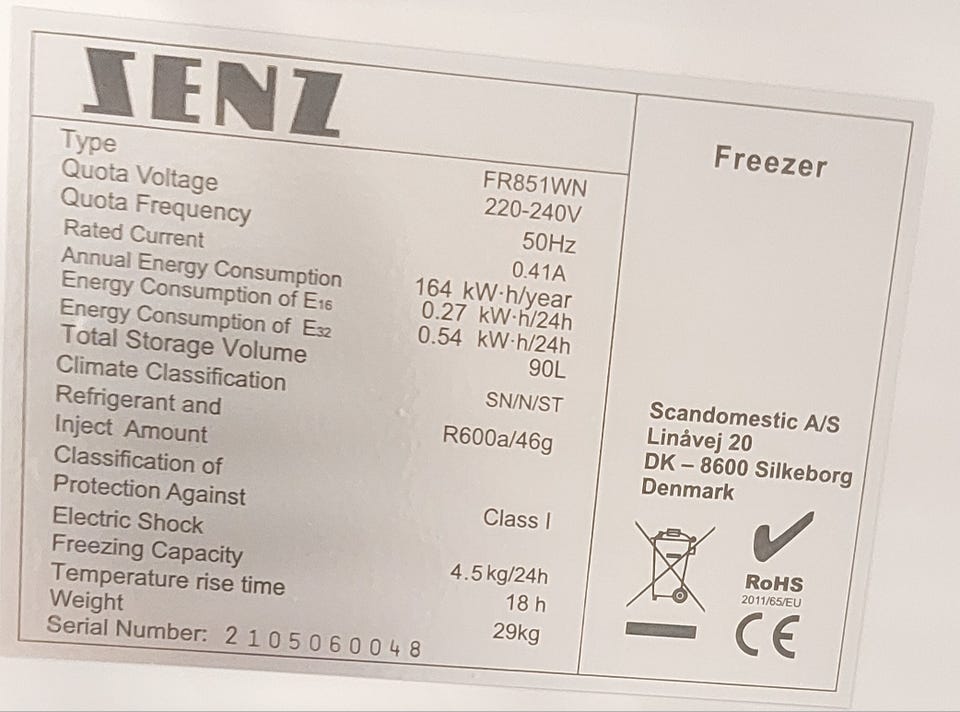 SENZ
Type FR851WN
Quota Voltage 220-240V
Quota Frequency 50Hz
Rated Current 0.41A
Annual Energy Consumption 164 kW·h/year
Energy Consumption of E16 0.27 kW·h/24h
Energy Consumption of E32 0.54 kW·h/24h
Total Storage Volume 90L
Climate Classification SN/N/ST
Refrigerant and
Inject Amount R600a/46g
Classification of
Protection Against
Electric Shock Class I
Freezing Capacity 4.5kg/24h
Temperature rise time 18 h
Weight 29kg
Serial Number: 2105060048
Freezer
Scandomestic A/S
Linåvej 20
DK – 8600 Silkeborg
Denmark
RoHS
2011/65/EU
CE